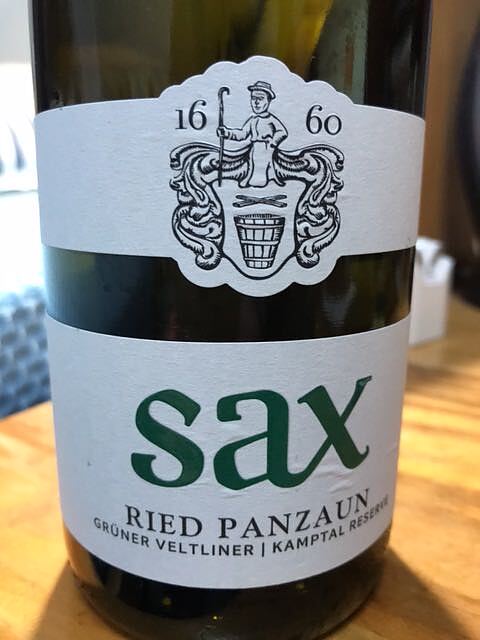 16 60
sax
RIED PANZAUN
GRÜNER VELTLINER | KAMPTAL RESERVE